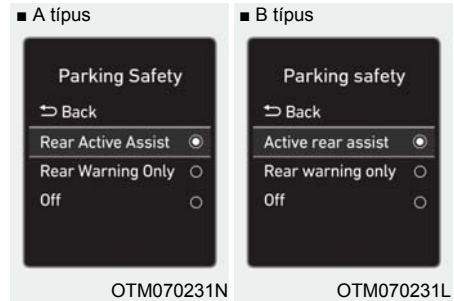 ■ A típus
Parking Safety
⮌ Back
Rear Active Assist
Rear Warning Only
Off
OTM070231N
■ B típus
Parking safety
⮌ Back
Active rear assist
Rear warning only
Off
OTM070231L